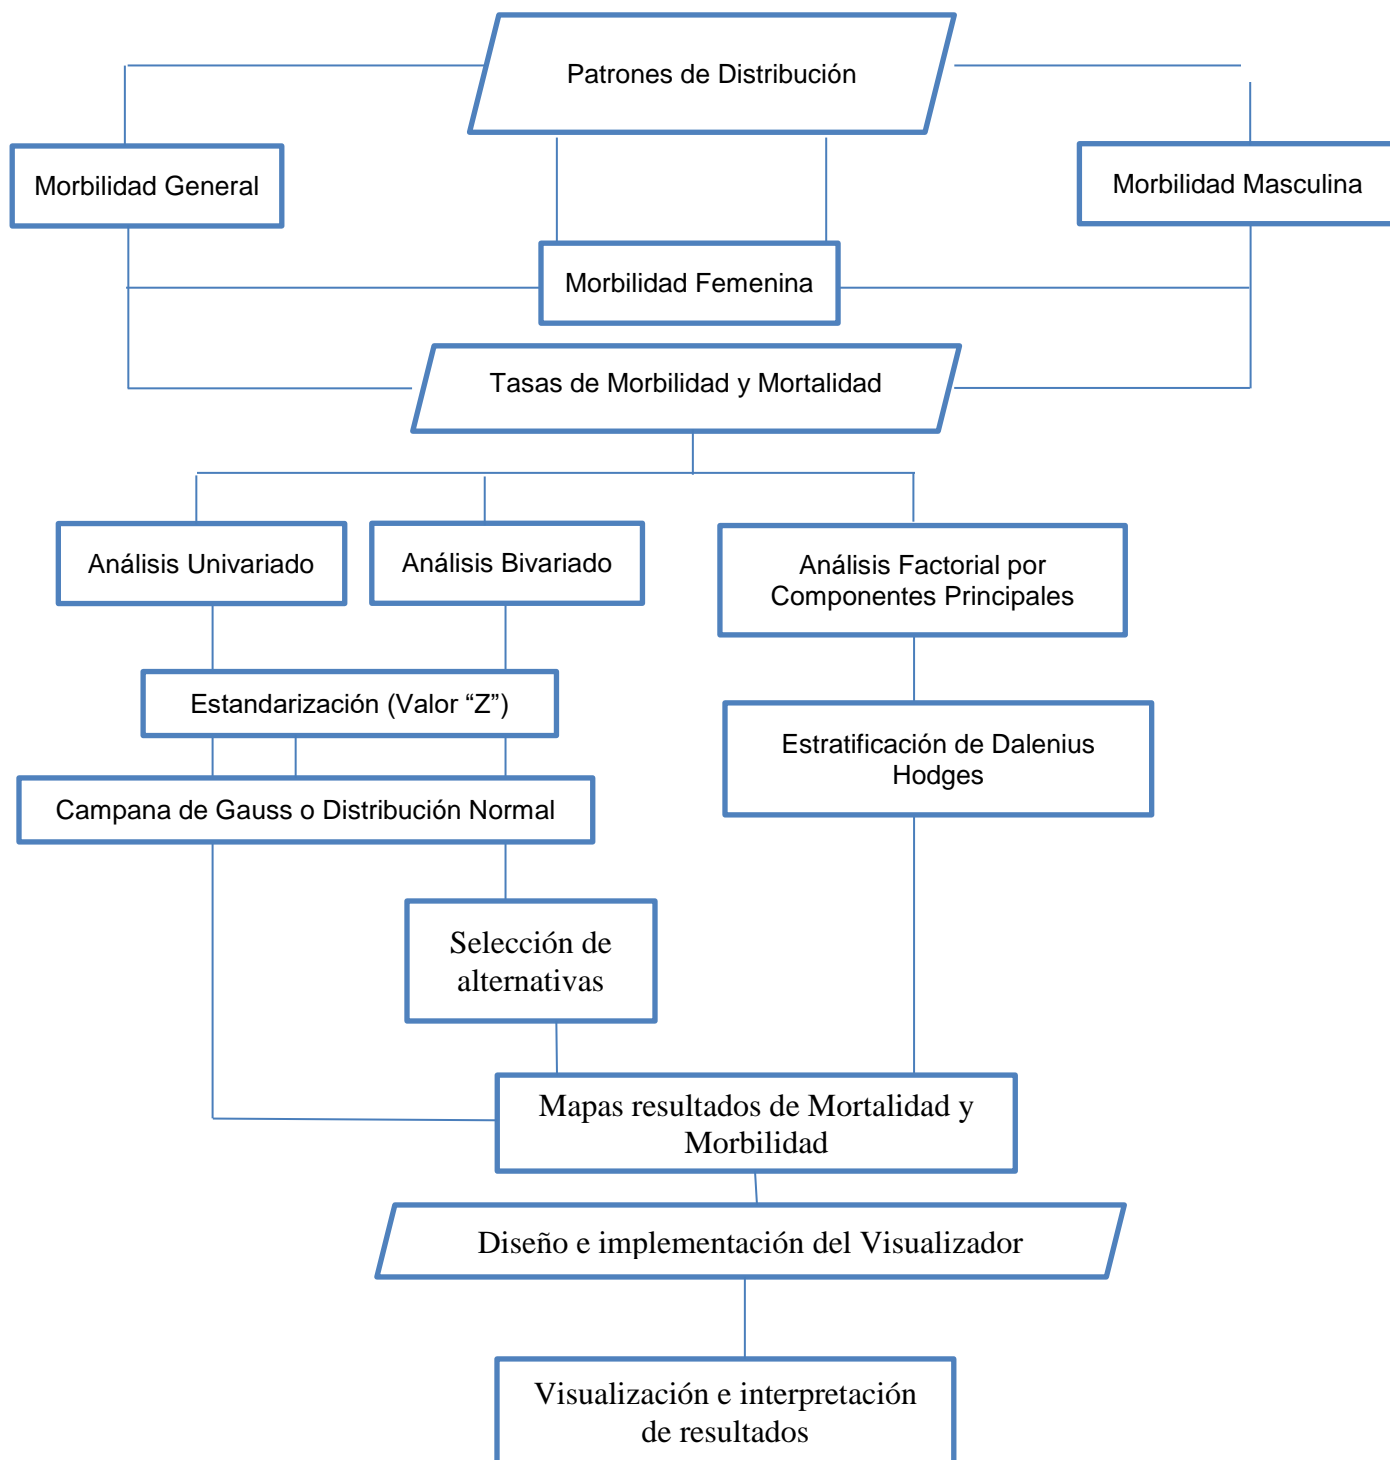 Patrones de Distribución
Morbilidad General
Morbilidad Masculina
Morbilidad Femenina
Tasas de Morbilidad y Mortalidad
Análisis Univariado
Análisis Bivariado
Análisis Factorial por
Componentes Principales
Estandarización (Valor “Z”)
Estratificación de Dalenius
Hodges
Campana de Gauss o Distribución Normal
Selección de
alternativas
Mapas resultados de Mortalidad y
Morbilidad
Diseño e implementación del Visualizador
Visualización e interpretación
de resultados